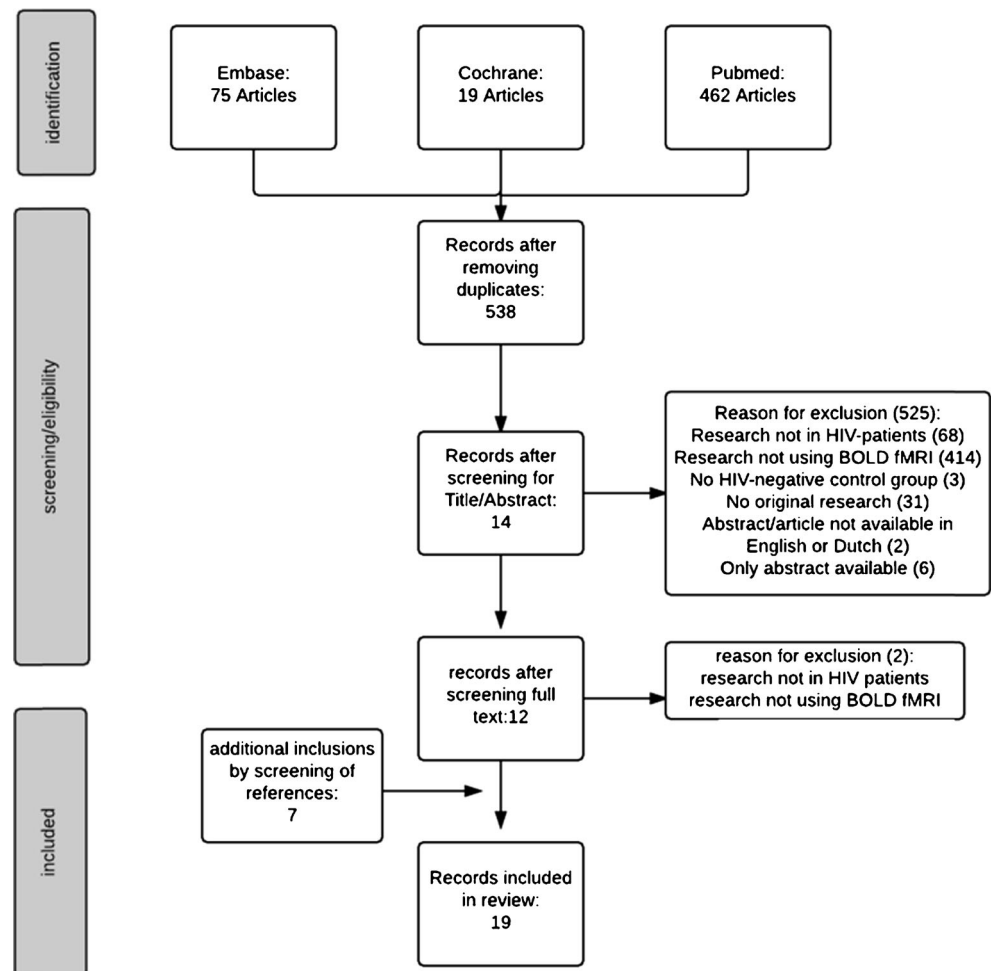 identification
Embase:
75 Articles
Cochrane:
19 Articles
Pubmed:
462 Articles
screening/eligibility
Records after
removing
duplicates:
538
Records after
screening for
Title/Abstract:
14
Reason for exclusion (525):
Research not in HIV-patients (68)
Research not using BOLD fMRI (414)
No HIV-negative control group (3)
No original research (31)
Abstract/article not available in
English or Dutch (2)
Only abstract available (6)
records after
screening full
text:12
reason for exclusion (2):
research not in HIV patients
research not using BOLD fMRI
included
additional inclusions
by screening of
references:
7
Records included
in review:
19